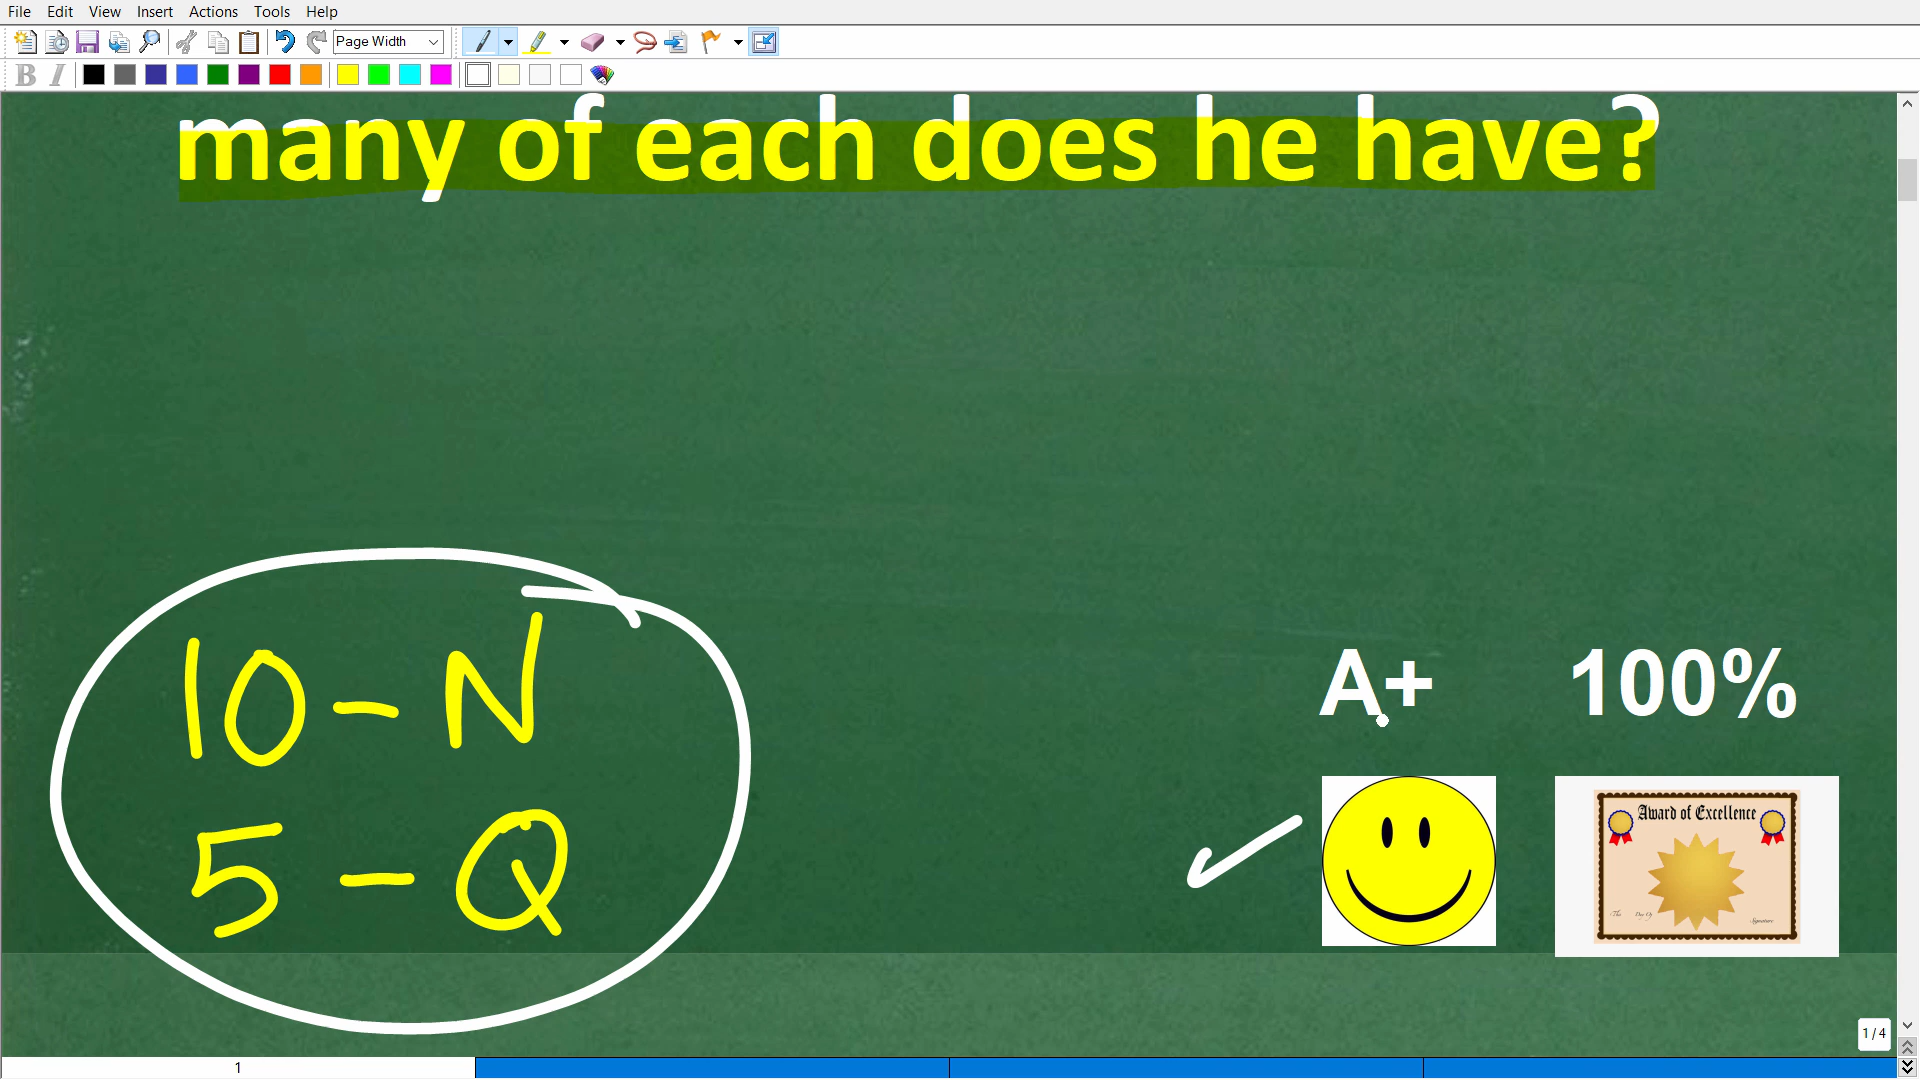 File Edit View Insert Actions Tools Help
Page Width
B I
many of each does he have?
10 - N
5 - Q
A+ 100%
Award of Excellence
1 / 4
1